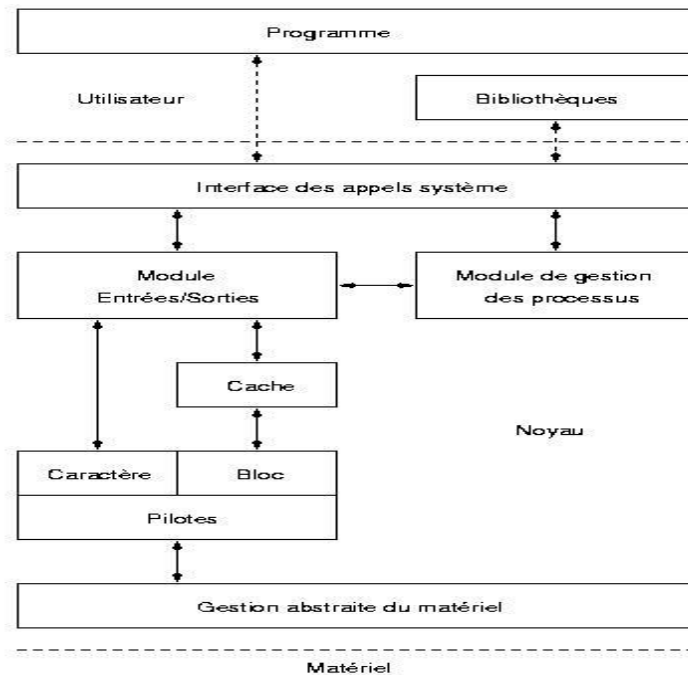 Programme
Utilisateur
Bibliothèques
Interface des appels système
Module
Entrées/Sorties
Module de gestion
des processus
Cache
Noyau
Caractère
Bloc
Pilotes
Gestion abstraite du matériel
Matériel